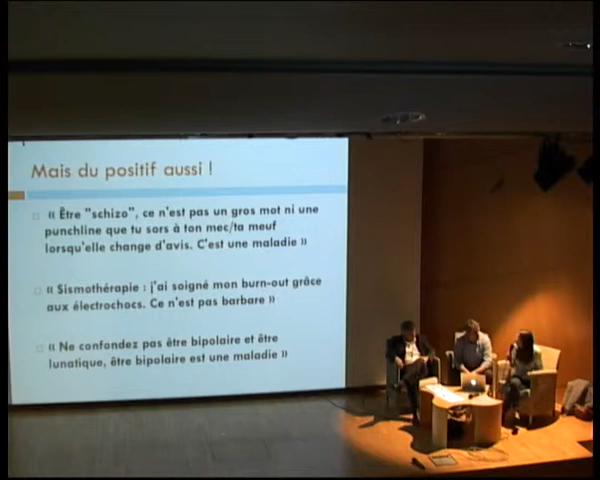 Mais du positif aussi !
« Être "schizo", ce n'est pas un gros mot ni une
punchline que tu sors à ton mec/ta meuf
lorsqu'elle change d'avis. C'est une maladie »
« Sismothérapie : j'ai soigné mon burn-out grâce
aux électrochocs. Ce n'est pas barbare »
« Ne confondez pas être bipolaire et être
lunatique, être bipolaire est une maladie »